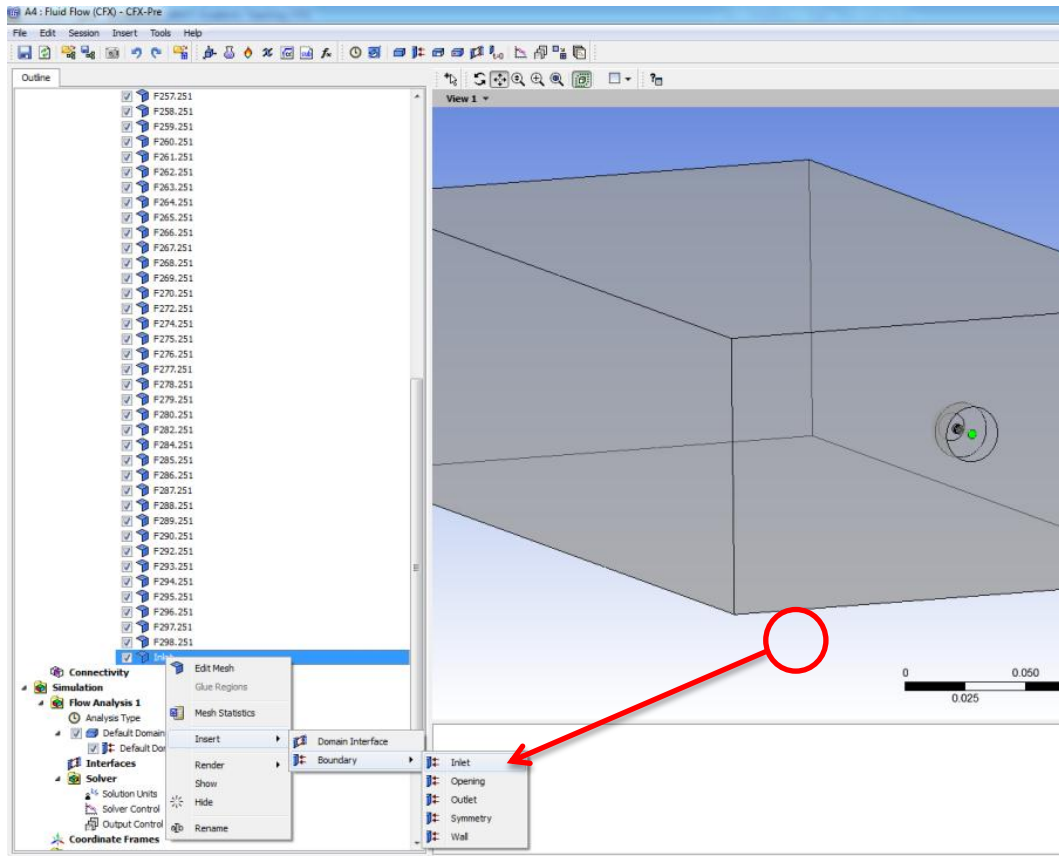 A4 : Fluid Flow (CFX) - CFX-Pre
File Edit Session Insert Tools Help
Outline
View 1
F257.251
F258.251
F259.251
F260.251
F261.251
F262.251
F263.251
F264.251
F265.251
F266.251
F267.251
F268.251
F269.251
F270.251
F272.251
F274.251
F275.251
F276.251
F277.251
F278.251
F279.251
F280.251
F282.251
F284.251
F285.251
F286.251
F287.251
F288.251
F289.251
F290.251
F292.251
F293.251
F294.251
F295.251
F296.251
F297.251
F298.251
Connectivity
Simulation
Flow Analysis 1
Analysis Type
Default Domain
Default Dor
Interfaces
Solver
Solution Units
Solver Control
Output Control
Coordinate Frames
Edit Mesh
Glue Regions
Mesh Statistics
Insert
Render
Show
Hide
Rename
Domain Interface
Boundary
Inlet
Opening
Outlet
Symmetry
Wall
0 0.050
0.025